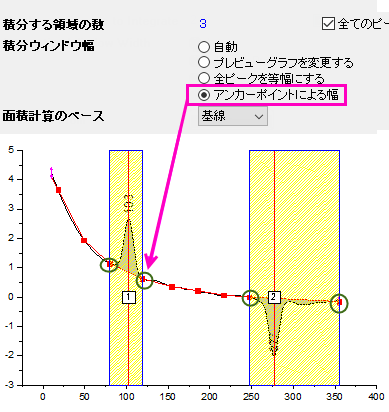 積分する領域の数 3 全てのピー
積分ウィンドウ幅 自動
プレビューグラフを変更する
全ピークを等幅にする
アンカーポイントによる幅
面積計算のベース 基線
5
4
3
2
1
0
-1
-2
-3
1 2
0 50 100 150 200 250 300 350 400